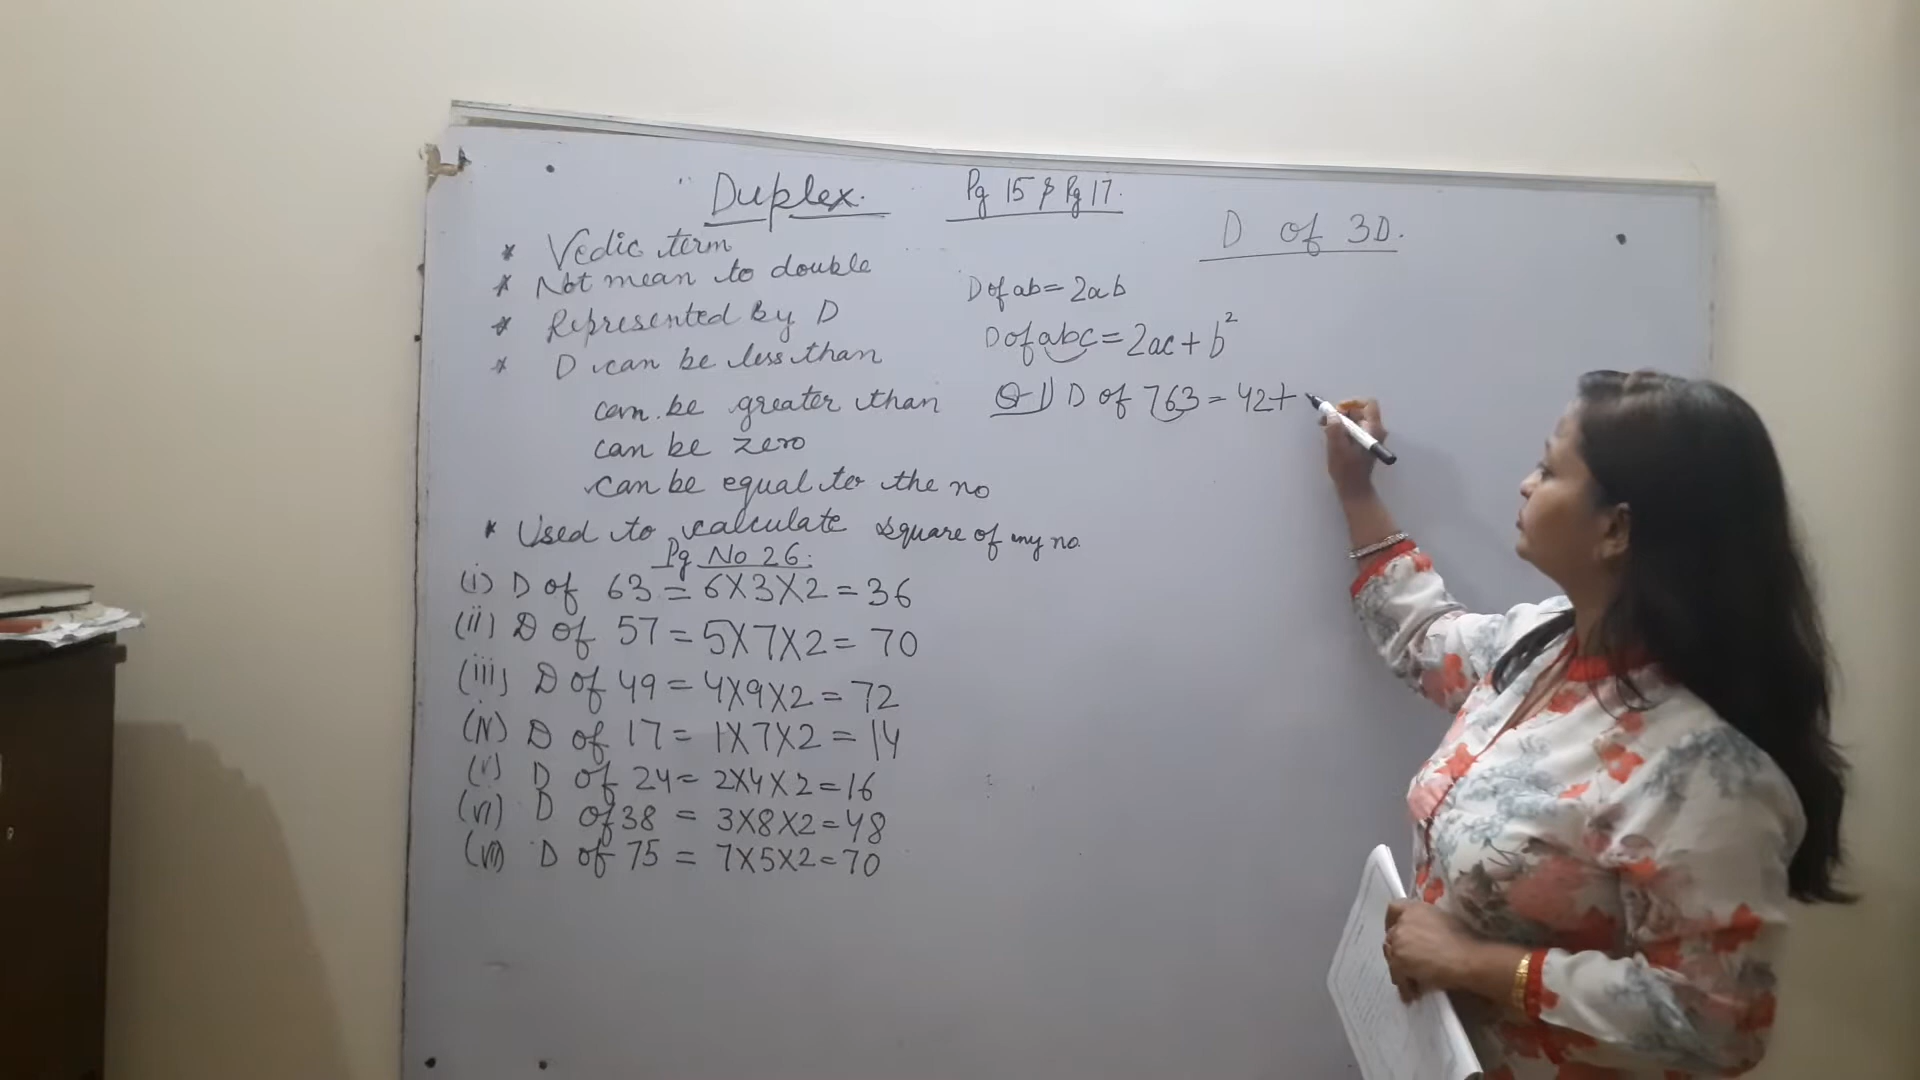 Duplex.
* Vedic term
* Not mean to double
* Represented by D
* D can be less than
can be greater than
can be zero
can be equal to the no
* Used to calculate square of any no.
Pg No 26:
(i) D of 63 = 6X3X2 = 36
(ii) D of 57 = 5X7X2 = 70
(iii) D of 49 = 4X9X2 = 72
(iv) D of 17 = 1X7X2 = 14
(v) D of 24 = 2X4X2 = 16
(vi) D of 38 = 3X8X2 = 48
(vii) D of 75 = 7X5X2 = 70
Pg 15 & Pg 17.
D of 3D.
D of ab = 2ab
D of abc = 2ac + b²
Q-1) D of 763 = 42+